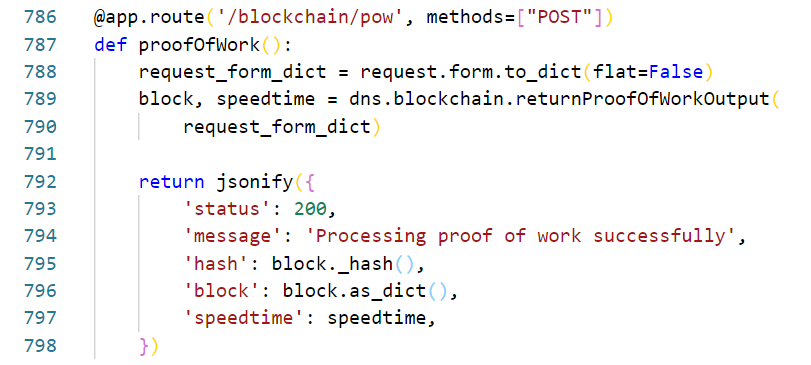 786 @app.route('/blockchain/pow', methods=["POST"])
787 def proofOfWork():
788     request_form_dict = request.form.to_dict(flat=False)
789     block, speedtime = dns.blockchain.returnProofOfWorkOutput(
790         request_form_dict)
791
792     return jsonify({
793         'status': 200,
794         'message': 'Processing proof of work successfully',
795         'hash': block._hash(),
796         'block': block.as_dict(),
797         'speedtime': speedtime,
798     })